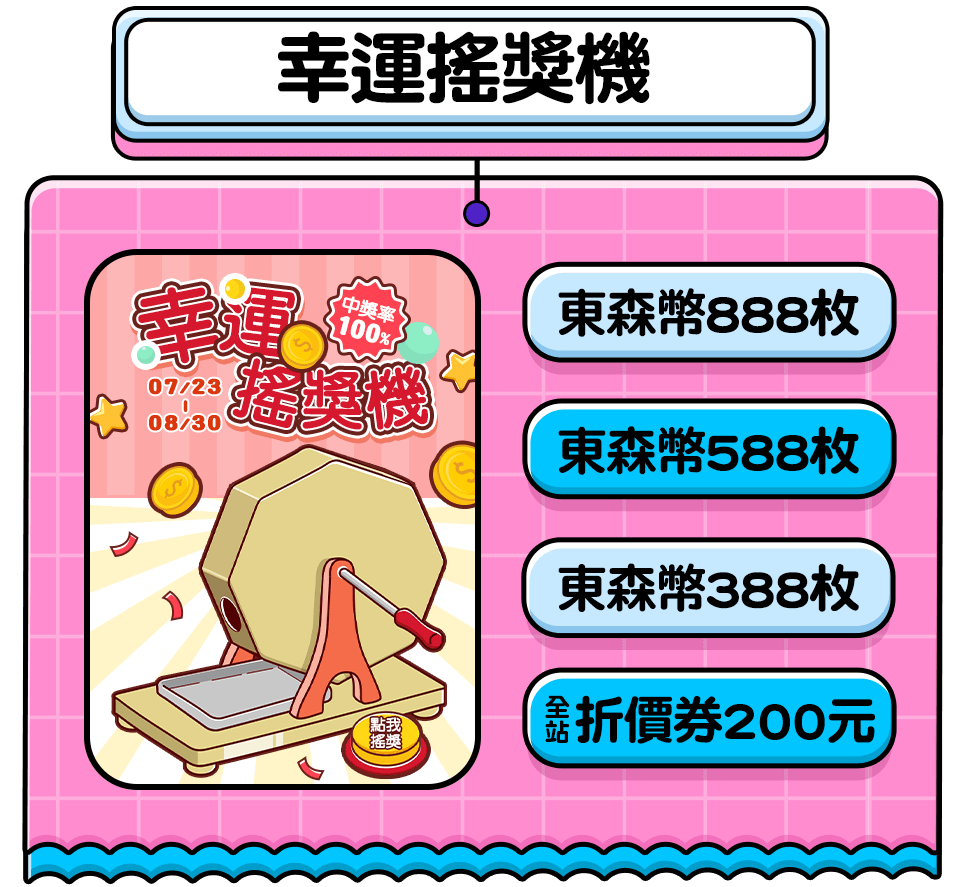 幸運搖獎機
幸運
中獎率
100%
搖獎機
07/23
-
08/30
點我
搖獎
東森幣888枚
東森幣588枚
東森幣388枚
全站折價券200元